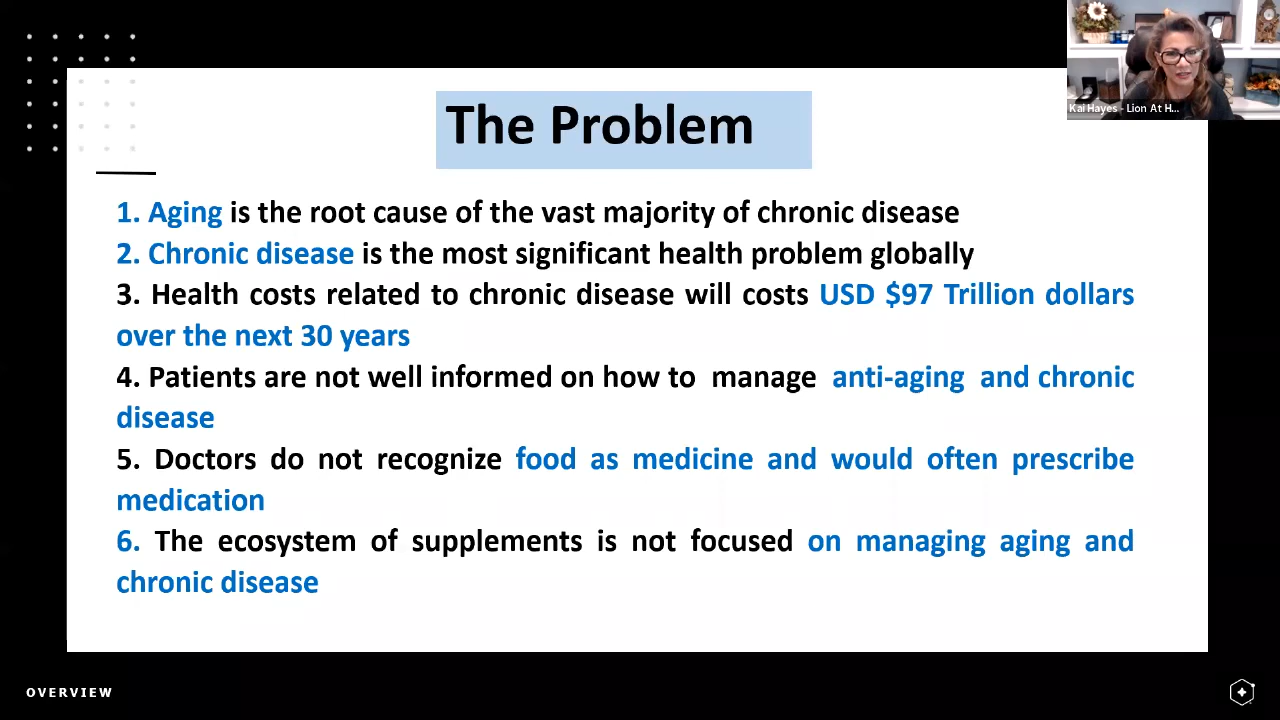 Kai Hayes - Lion At H...
The Problem
1. Aging is the root cause of the vast majority of chronic disease
2. Chronic disease is the most significant health problem globally
3. Health costs related to chronic disease will costs USD $97 Trillion dollars
over the next 30 years
4. Patients are not well informed on how to manage anti-aging and chronic
disease
5. Doctors do not recognize food as medicine and would often prescribe
medication
6. The ecosystem of supplements is not focused on managing aging and
chronic disease
OVERVIEW